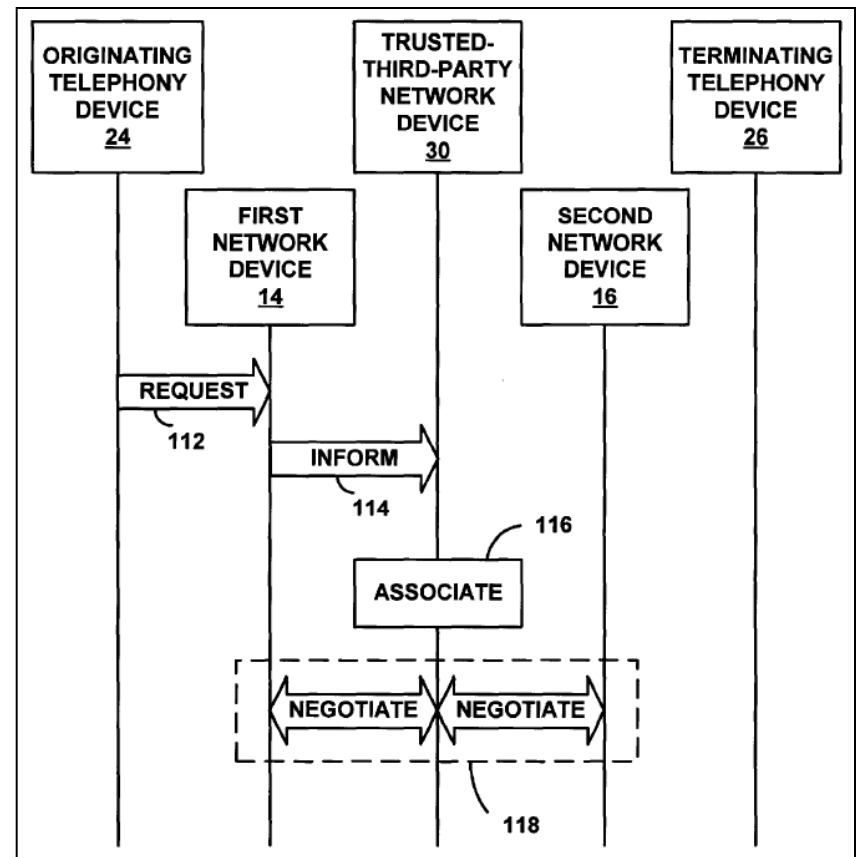 ORIGINATING
TELEPHONY
DEVICE
24
TRUSTED-
THIRD-PARTY
NETWORK
DEVICE
30
TERMINATING
TELEPHONY
DEVICE
26
FIRST
NETWORK
DEVICE
14
SECOND
NETWORK
DEVICE
16
REQUEST
112
INFORM
114
116
ASSOCIATE
NEGOTIATE
NEGOTIATE
118